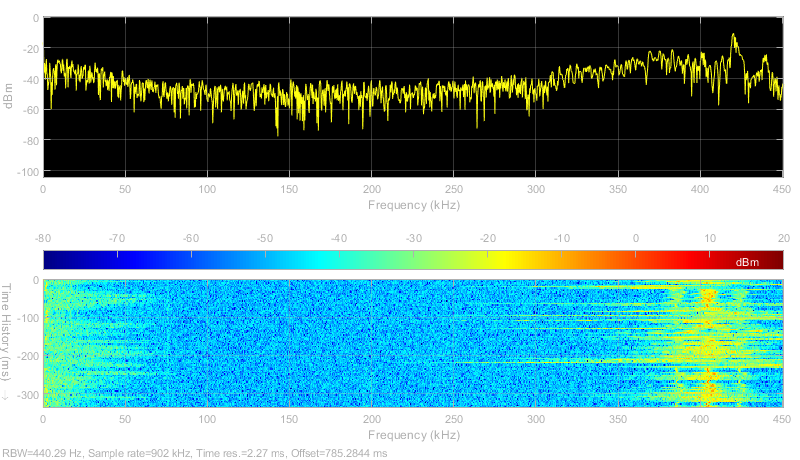 0
-20
-40
-60
-80
-100
dBm
0 50 100 150 200 250 300 350 400 450
Frequency (kHz)
-80 -70 -60 -50 -40 -30 -20 -10 0 10 20
dBm
0
-100
-200
-300
Time History (ms) →
0 50 100 150 200 250 300 350 400 450
Frequency (kHz)
RBW=440.29 Hz, Sample rate=902 kHz, Time res.=2.27 ms, Offset=785.2844 ms